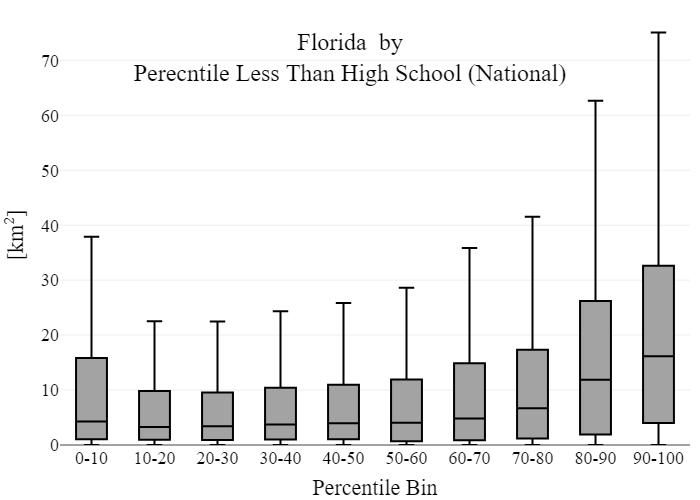 Florida  by
Perecntile Less Than High School (National)
70
60
50
40
30
20
10
0
[km²]
0-10 10-20 20-30 30-40 40-50 50-60 60-70 70-80 80-90 90-100
Percentile Bin